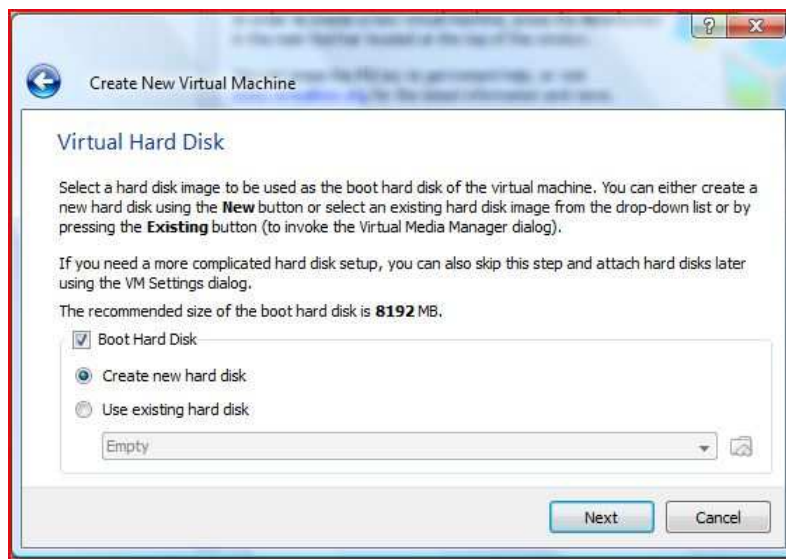 Create New Virtual Machine
Virtual Hard Disk
Select a hard disk image to be used as the boot hard disk of the virtual machine. You can either create a
new hard disk using the New button or select an existing hard disk image from the drop-down list or by
pressing the Existing button (to invoke the Virtual Media Manager dialog).
If you need a more complicated hard disk setup, you can also skip this step and attach hard disks later
using the VM Settings dialog.
The recommended size of the boot hard disk is 8192 MB.
Boot Hard Disk
Create new hard disk
Use existing hard disk
Empty
Next Cancel